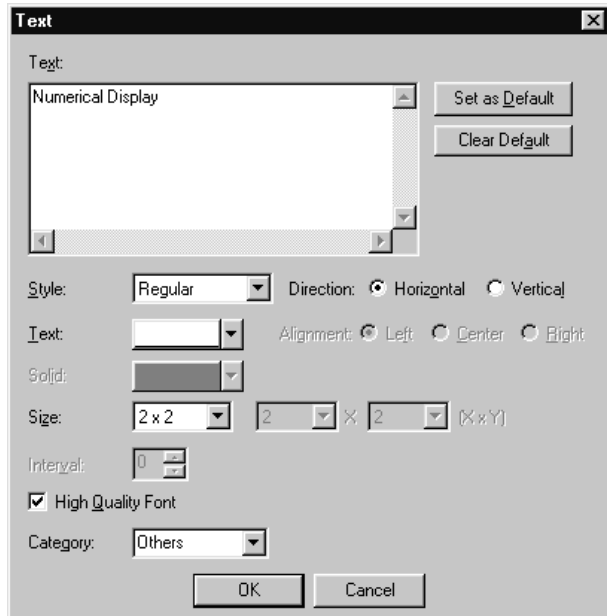 Text
Text:
Numerical Display
Set as Default
Clear Default
Style: Regular Direction: Horizontal Vertical
Text: Alignment: Left Center Right
Solid:
Size: 2 x 2 2 X 2 (X x Y)
Interval: 0
High Quality Font
Category: Others
OK Cancel